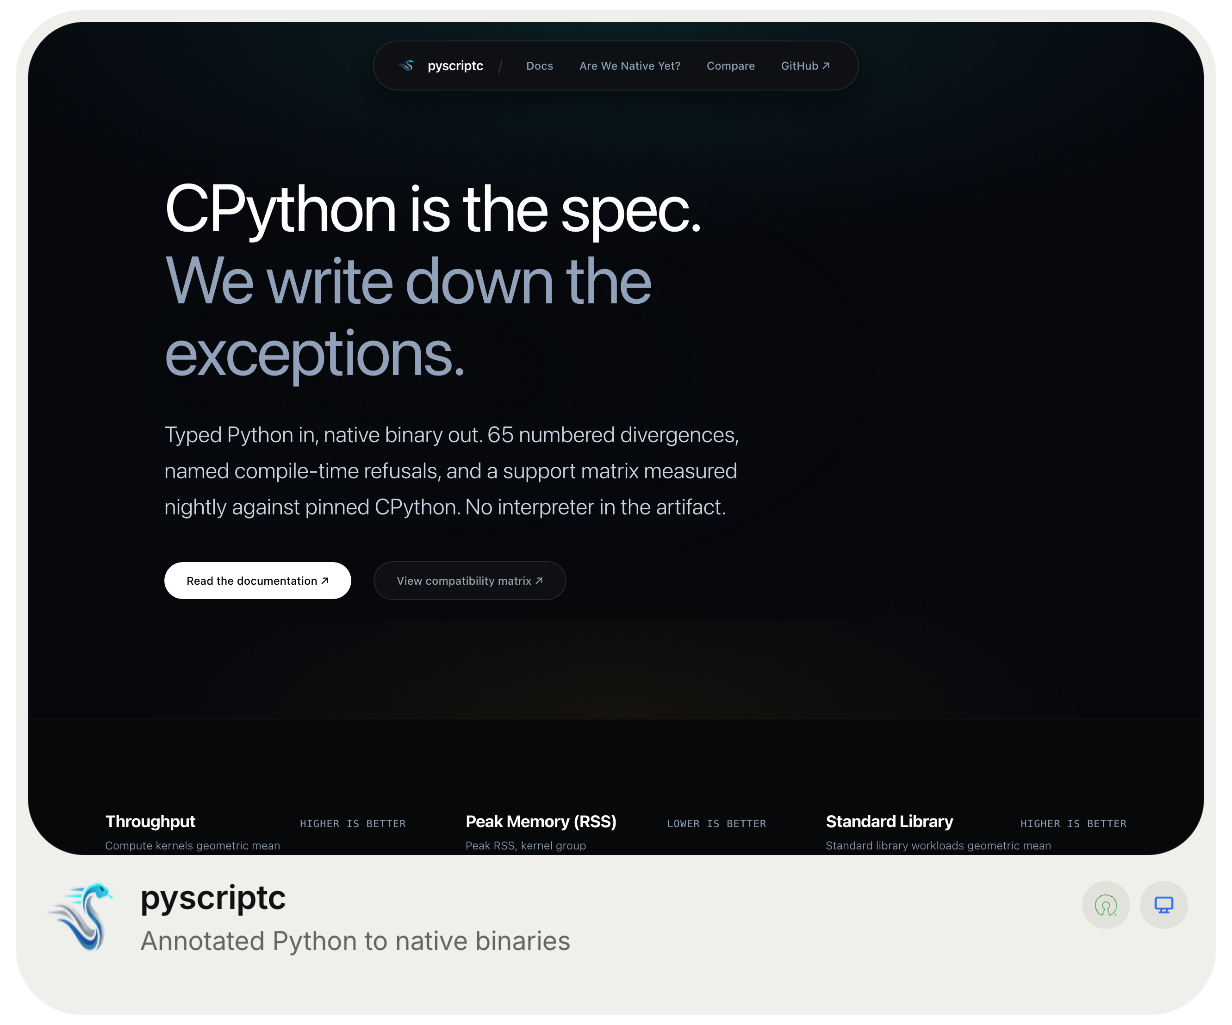 pyscriptc / Docs Are We Native Yet? Compare GitHub ↗
CPython is the spec.
We write down the
exceptions.
Typed Python in, native binary out. 65 numbered divergences,
named compile-time refusals, and a support matrix measured
nightly against pinned CPython. No interpreter in the artifact.
Read the documentation ↗ View compatibility matrix ↗
Throughput HIGHER IS BETTER
Compute kernels geometric mean
Peak Memory (RSS) LOWER IS BETTER
Peak RSS, kernel group
Standard Library HIGHER IS BETTER
Standard library workloads geometric mean
pyscriptc
Annotated Python to native binaries